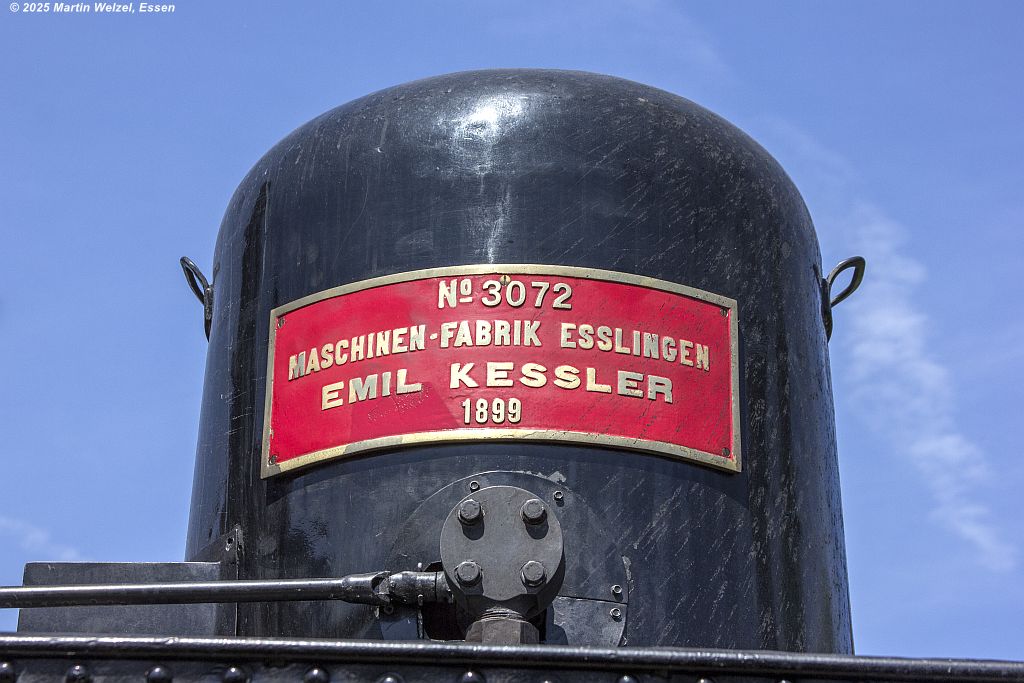 © 2025 Martin Welzel, Essen
Nº 3072
MASCHINEN-FABRIK ESSLINGEN
EMIL KESSLER
1899